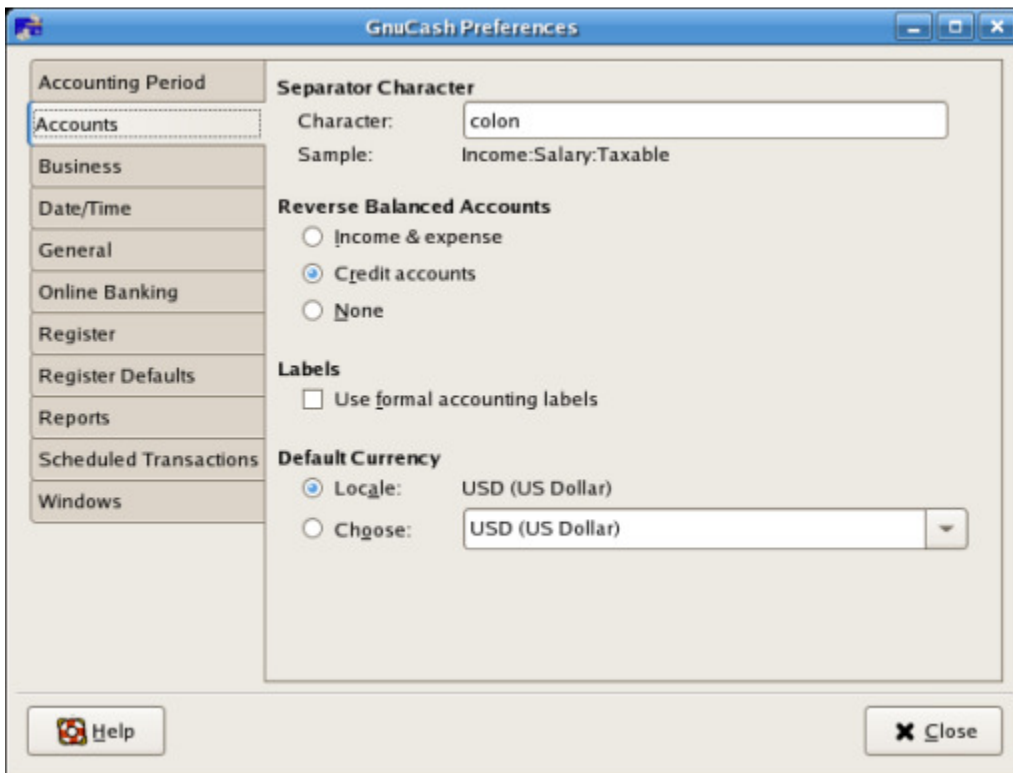 GnuCash Preferences
Accounting Period
Accounts
Business
Date/Time
General
Online Banking
Register
Register Defaults
Reports
Scheduled Transactions
Windows
Separator Character
Character: colon
Sample: Income:Salary:Taxable
Reverse Balanced Accounts
Income & expense
Credit accounts
None
Labels
Use formal accounting labels
Default Currency
Locale: USD (US Dollar)
Choose: USD (US Dollar)
Help
Close